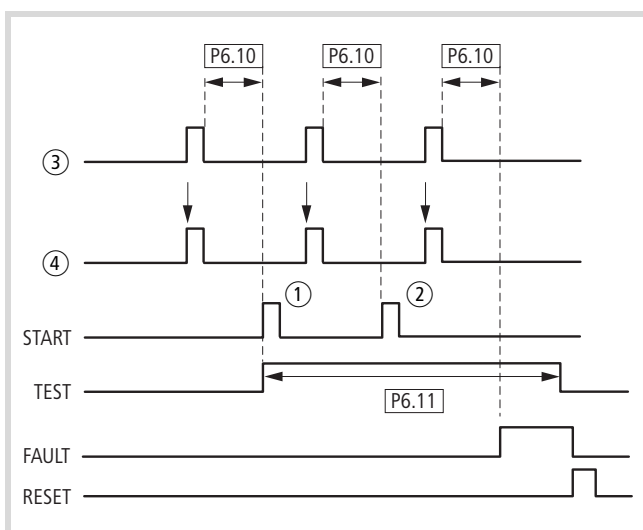 P6.10 P6.10 P6.10
③
④
① ②
START
TEST
P6.11
FAULT
RESET